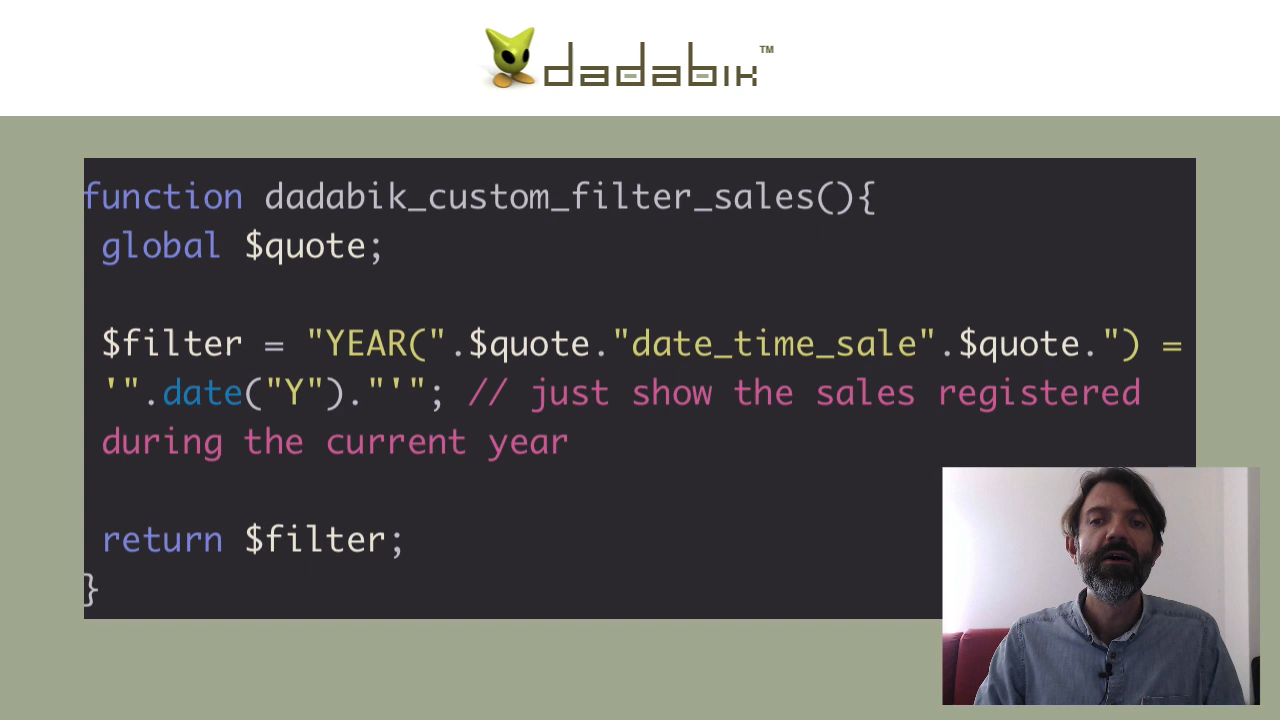 dadabik™
function dadabik_custom_filter_sales(){
global $quote;
$filter = "YEAR(".$quote."date_time_sale".$quote.") =
'".date("Y")."'"; // just show the sales registered
during the current year
return $filter;
}